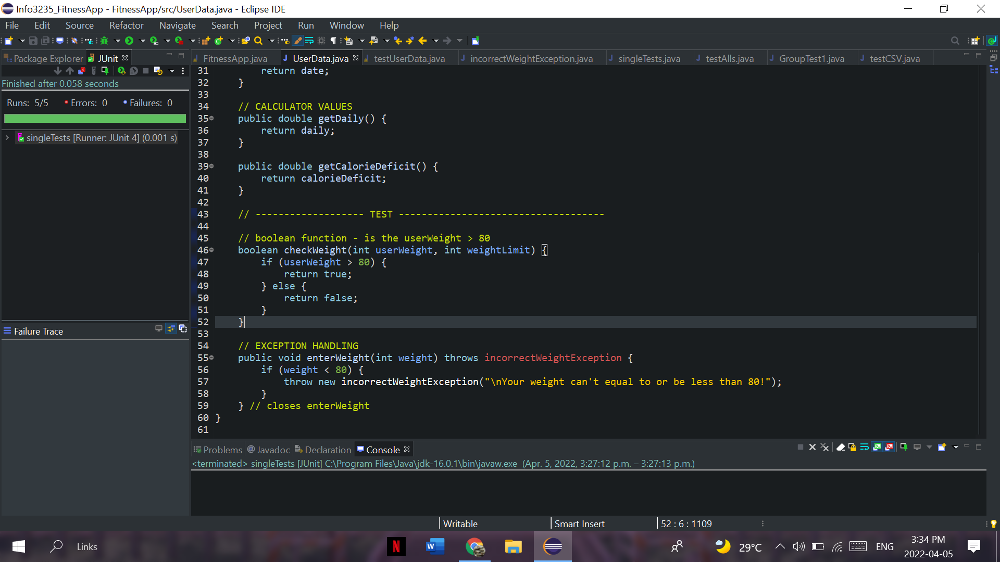 Info3235_FitnessApp - FitnessApp/src/UserData.java - Eclipse IDE
File Edit Source Refactor Navigate Search Project Run Window Help
Package Explorer JUnit
FitnessApp.java UserData.java testUserData.java incorrectWeightException.java singleTests.java testAlls.java GroupTest1.java testCSV.java
Finished after 0.058 seconds
Runs: 5/5 Errors: 0 Failures: 0
singleTests [Runner: JUnit 4] (0.001 s)
Failure Trace
31 return date;
32 }
33
34 // CALCULATOR VALUES
35 public double getDaily() {
36 return daily;
37 }
38
39 public double getCalorieDeficit() {
40 return calorieDeficit;
41 }
42
43 // ------------------- TEST ------------------------------------
44
45 // boolean function - is the userWeight > 80
46 boolean checkWeight(int userWeight, int weightLimit) {
47 if (userWeight > 80) {
48 return true;
49 } else {
50 return false;
51 }
52 }
53
54 // EXCEPTION HANDLING
55 public void enterWeight(int weight) throws incorrectWeightException {
56 if (weight < 80) {
57 throw new incorrectWeightException("\nYour weight can't equal to or be less than 80!");
58 }
59 } // closes enterWeight
60 }
61
Problems Javadoc Declaration Console
<terminated> singleTests [JUnit] C:\Program Files\Java\jdk-16.0.1\bin\javaw.exe (Apr. 5, 2022, 3:27:12 p.m. – 3:27:13 p.m.)
Writable Smart Insert 52 : 6 : 1109
Links
29°C ENG
3:34 PM
2022-04-05